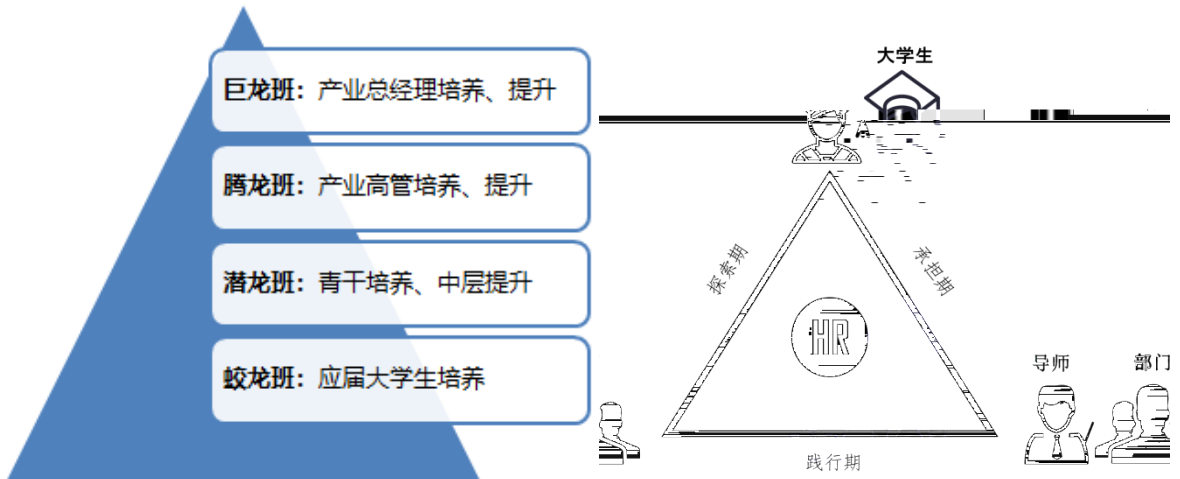 巨龙班：产业总经理培养、提升
腾龙班：产业高管培养、提升
潜龙班：青干培养、中层提升
蛟龙班：应届大学生培养
大学生
探索期
承担期
HR
导师
部门
践行期